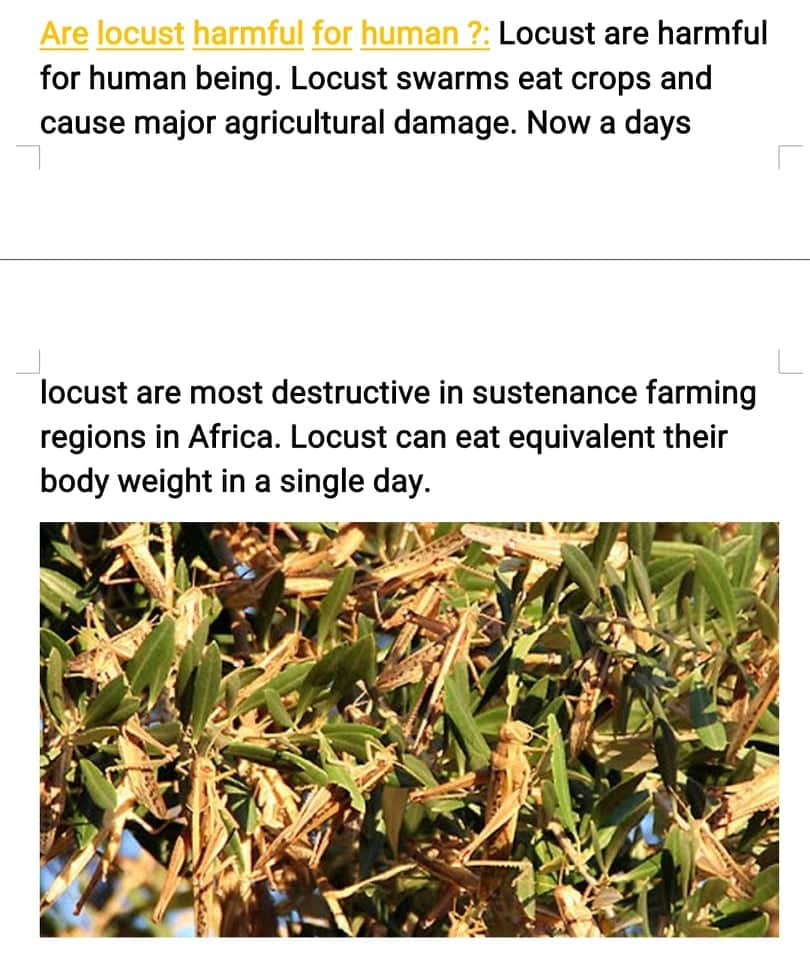 Are locust harmful for human ?: Locust are harmful
for human being. Locust swarms eat crops and
cause major agricultural damage. Now a days
locust are most destructive in sustenance farming
regions in Africa. Locust can eat equivalent their
body weight in a single day.